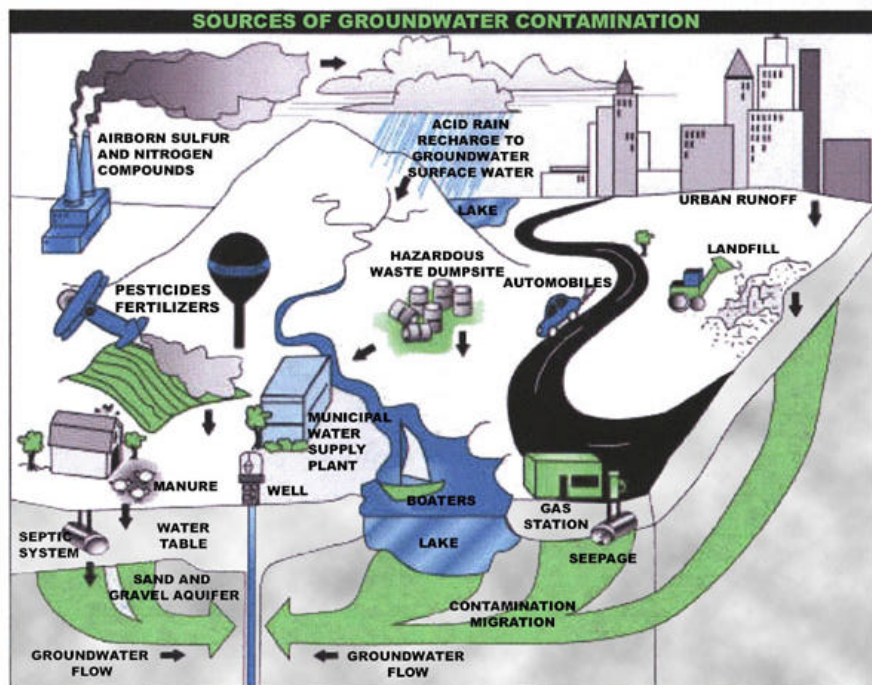 SOURCES OF GROUNDWATER CONTAMINATION
AIRBORN SULFUR
AND NITROGEN
COMPOUNDS
ACID RAIN
RECHARGE TO
GROUNDWATER
SURFACE WATER
LAKE
URBAN RUNOFF
LANDFILL
HAZARDOUS
WASTE DUMPSITE
AUTOMOBILES
PESTICIDES
FERTILIZERS
MUNICIPAL
WATER
SUPPLY
PLANT
MANURE
WELL
BOATERS
GAS
STATION
SEPTIC
SYSTEM
WATER
TABLE
LAKE
SEEPAGE
SAND AND
GRAVEL AQUIFER
CONTAMINATION
MIGRATION
GROUNDWATER
FLOW
GROUNDWATER
FLOW